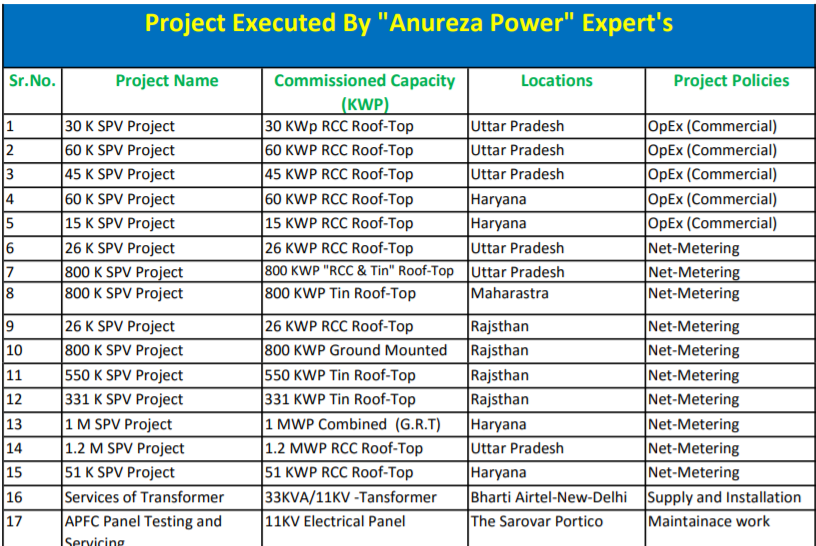 Project Executed By "Anureza Power" Expert's
Sr.No. Project Name Commissioned Capacity (KWP) Locations Project Policies
1 30 K SPV Project 30 KWp RCC Roof-Top Uttar Pradesh OpEx (Commercial)
2 60 K SPV Project 60 KWP RCC Roof-Top Uttar Pradesh OpEx (Commercial)
3 45 K SPV Project 45 KWP RCC Roof-Top Uttar Pradesh OpEx (Commercial)
4 60 K SPV Project 60 KWP RCC Roof-Top Haryana OpEx (Commercial)
5 15 K SPV Project 15 KWP RCC Roof-Top Haryana OpEx (Commercial)
6 26 K SPV Project 26 KWP RCC Roof-Top Uttar Pradesh Net-Metering
7 800 K SPV Project 800 KWP "RCC & Tin" Roof-Top Uttar Pradesh Net-Metering
8 800 K SPV Project 800 KWP Tin Roof-Top Maharastra Net-Metering
9 26 K SPV Project 26 KWP RCC Roof-Top Rajsthan Net-Metering
10 800 K SPV Project 800 KWP Ground Mounted Rajsthan Net-Metering
11 550 K SPV Project 550 KWP Tin Roof-Top Rajsthan Net-Metering
12 331 K SPV Project 331 KWP Tin Roof-Top Rajsthan Net-Metering
13 1 M SPV Project 1 MWP Combined (G.R.T) Haryana Net-Metering
14 1.2 M SPV Project 1.2 MWP RCC Roof-Top Uttar Pradesh Net-Metering
15 51 K SPV Project 51 KWP RCC Roof-Top Haryana Net-Metering
16 Services of Transformer 33KVA/11KV -Tansformer Bharti Airtel-New-Delhi Supply and Installation
17 APFC Panel Testing and 11KV Electrical Panel The Sarovar Portico Maintainace work
Servicing